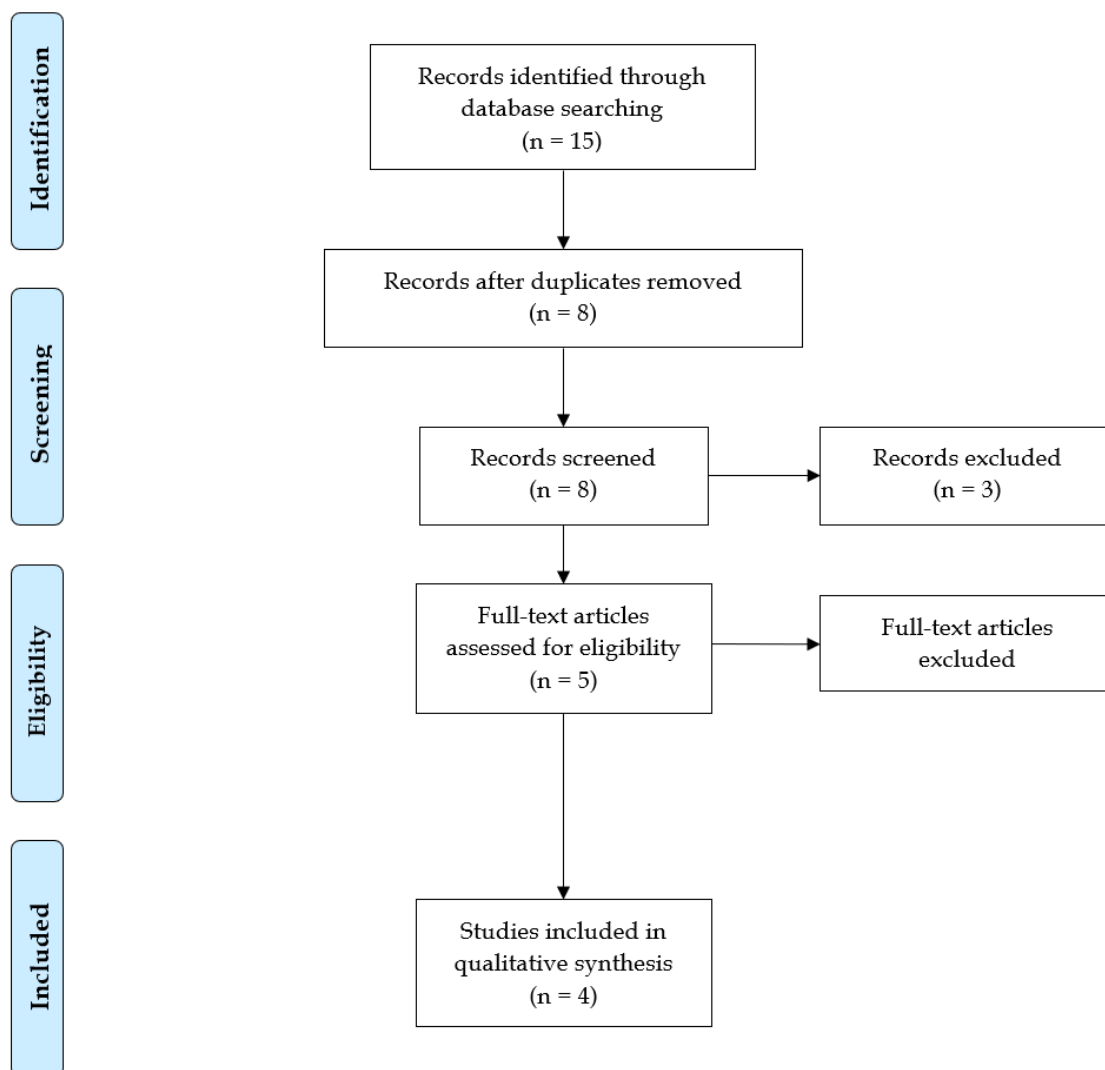 Identification
Records identified through
database searching
(n = 15)
Records after duplicates removed
(n = 8)
Screening
Records screened
(n = 8)
Records excluded
(n = 3)
Eligibility
Full-text articles
assessed for eligibility
(n = 5)
Full-text articles
excluded
Included
Studies included in
qualitative synthesis
(n = 4)